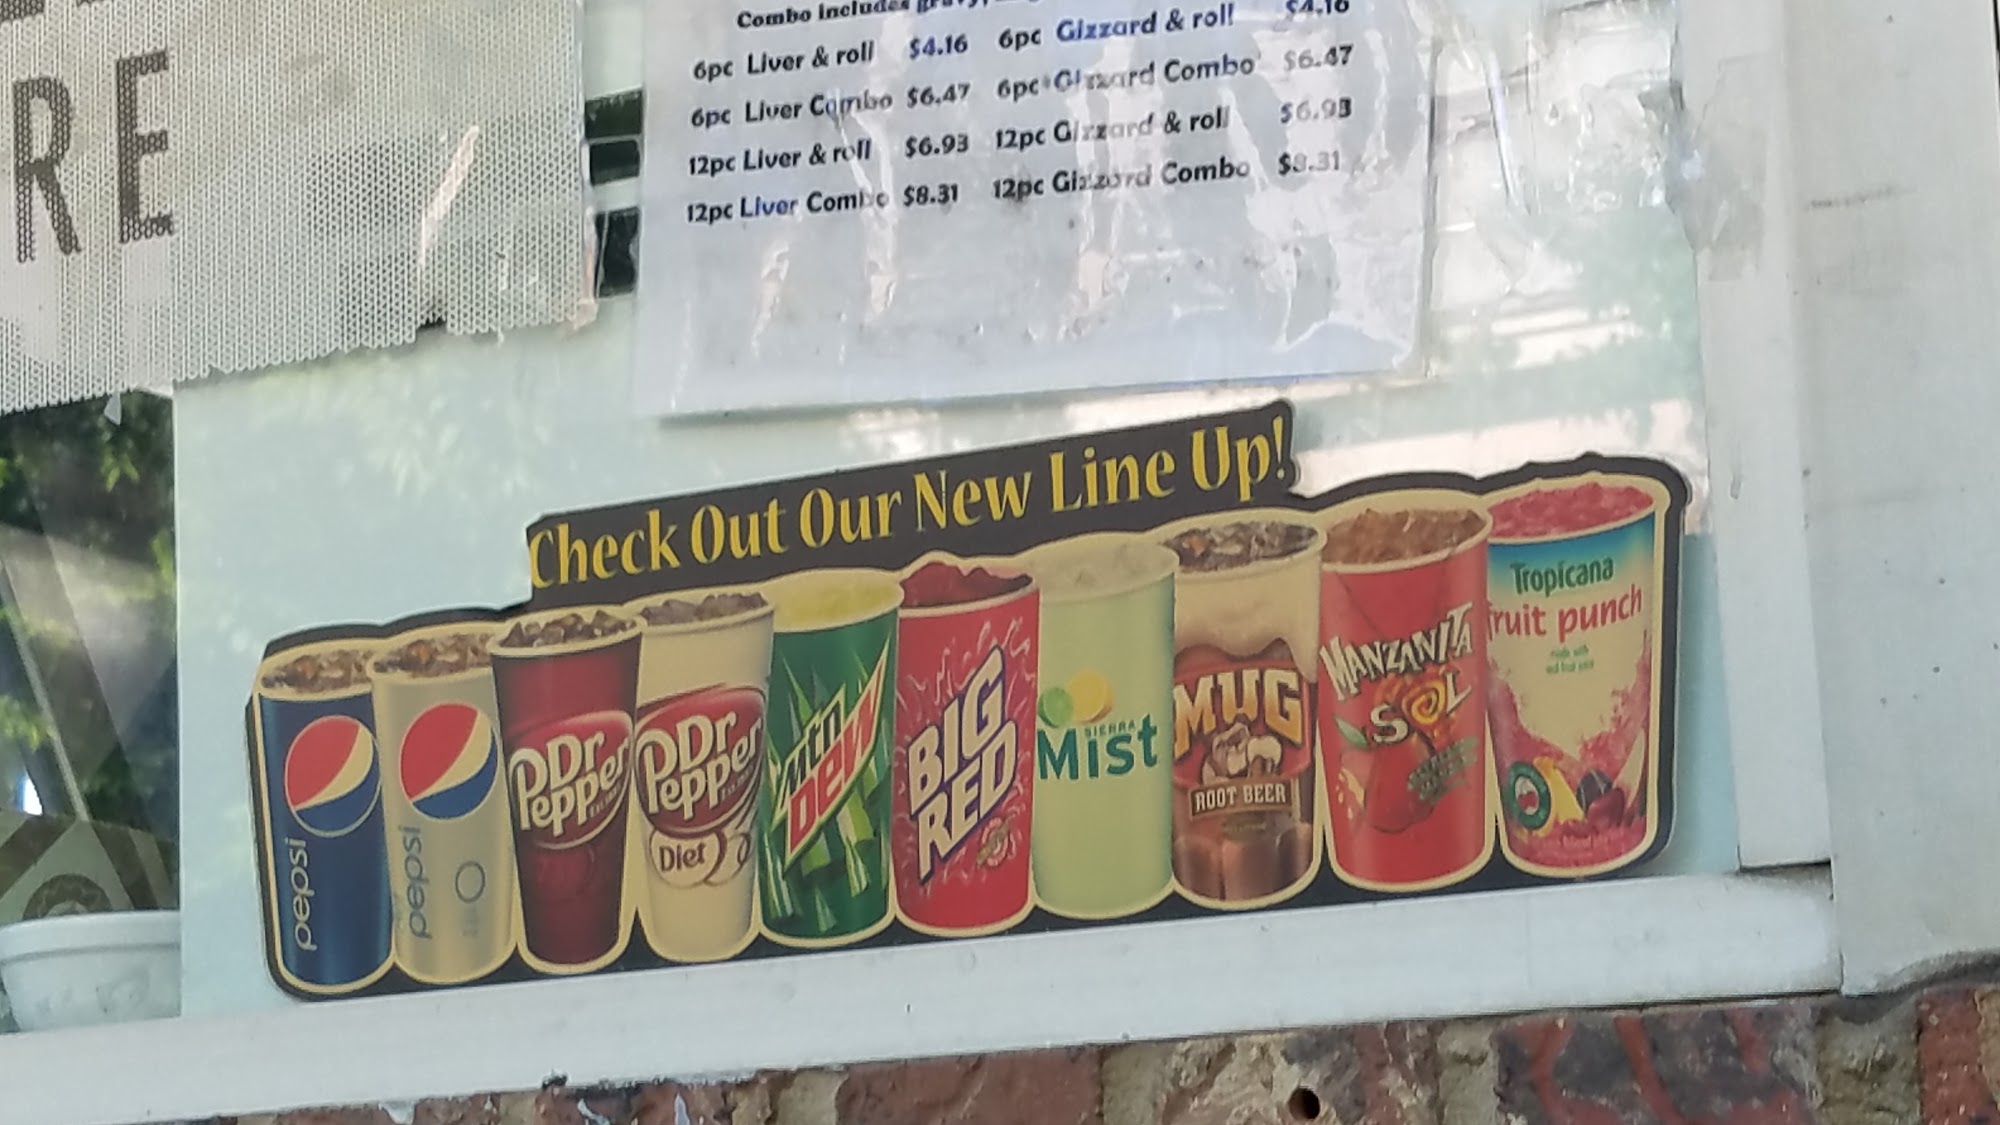 RE
Combo includes gravy,
6pc Liver & roll $4.16 6pc Gizzard & roll $4.16
6pc Liver Combo $6.47 6pc Gizzard Combo $6.47
12pc Liver & roll $6.93 12pc Gizzard & roll $6.93
12pc Liver Combo $8.31 12pc Gizzard Combo $8.31
Check Out Our New Line Up!
pepsi
pepsi
Dr Pepper
Dr Pepper
Diet
Mtn
DEW
BIG
RED
SIERRA
Mist
MUG
ROOT BEER
MANZANITA
SOL
Tropicana
fruit punch